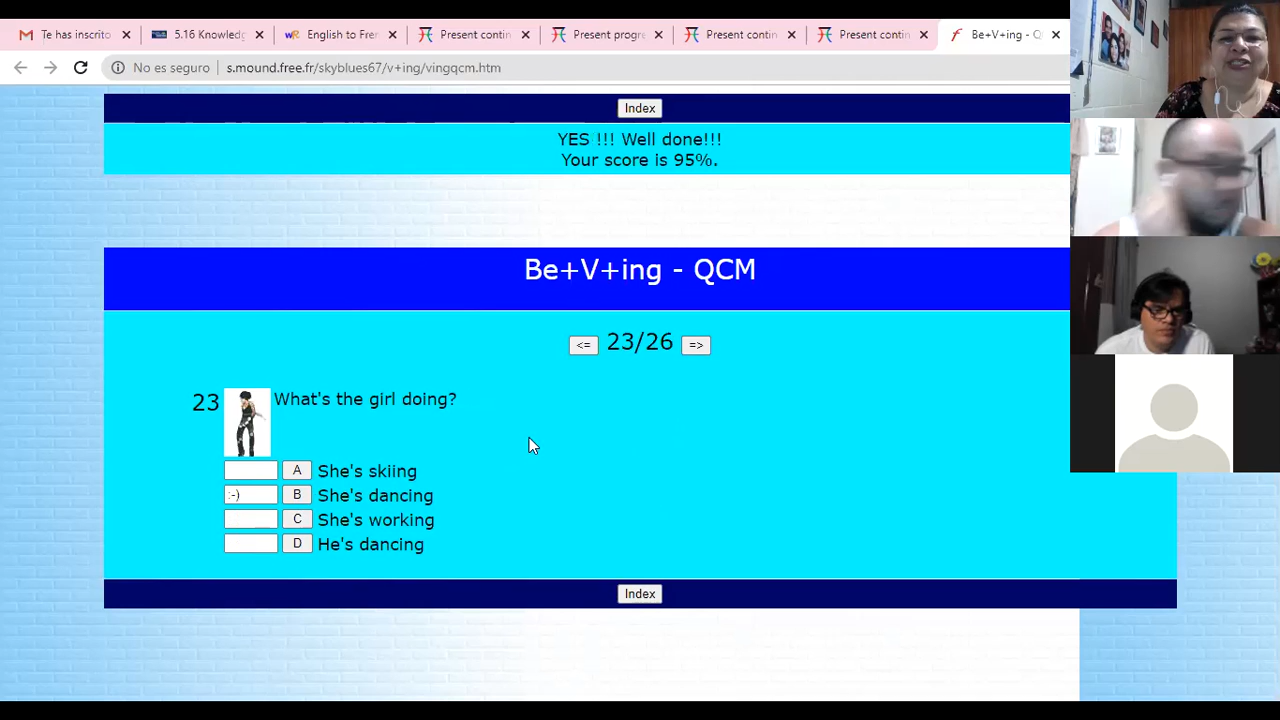 Te has inscrito
5.16 Knowledg
English to Fren
Present contin
Present progre
Present contin
Present contin
Be+V+ing - Q
No es seguro
s.mound.free.fr/skyblues67/v+ing/vingqcm.htm
Index
YES !!! Well done!!!
Your score is 95%.
Be+V+ing - QCM
<= 23/26 =>
23 What's the girl doing?
A She's skiing
:-) B She's dancing
C She's working
D He's dancing
Index